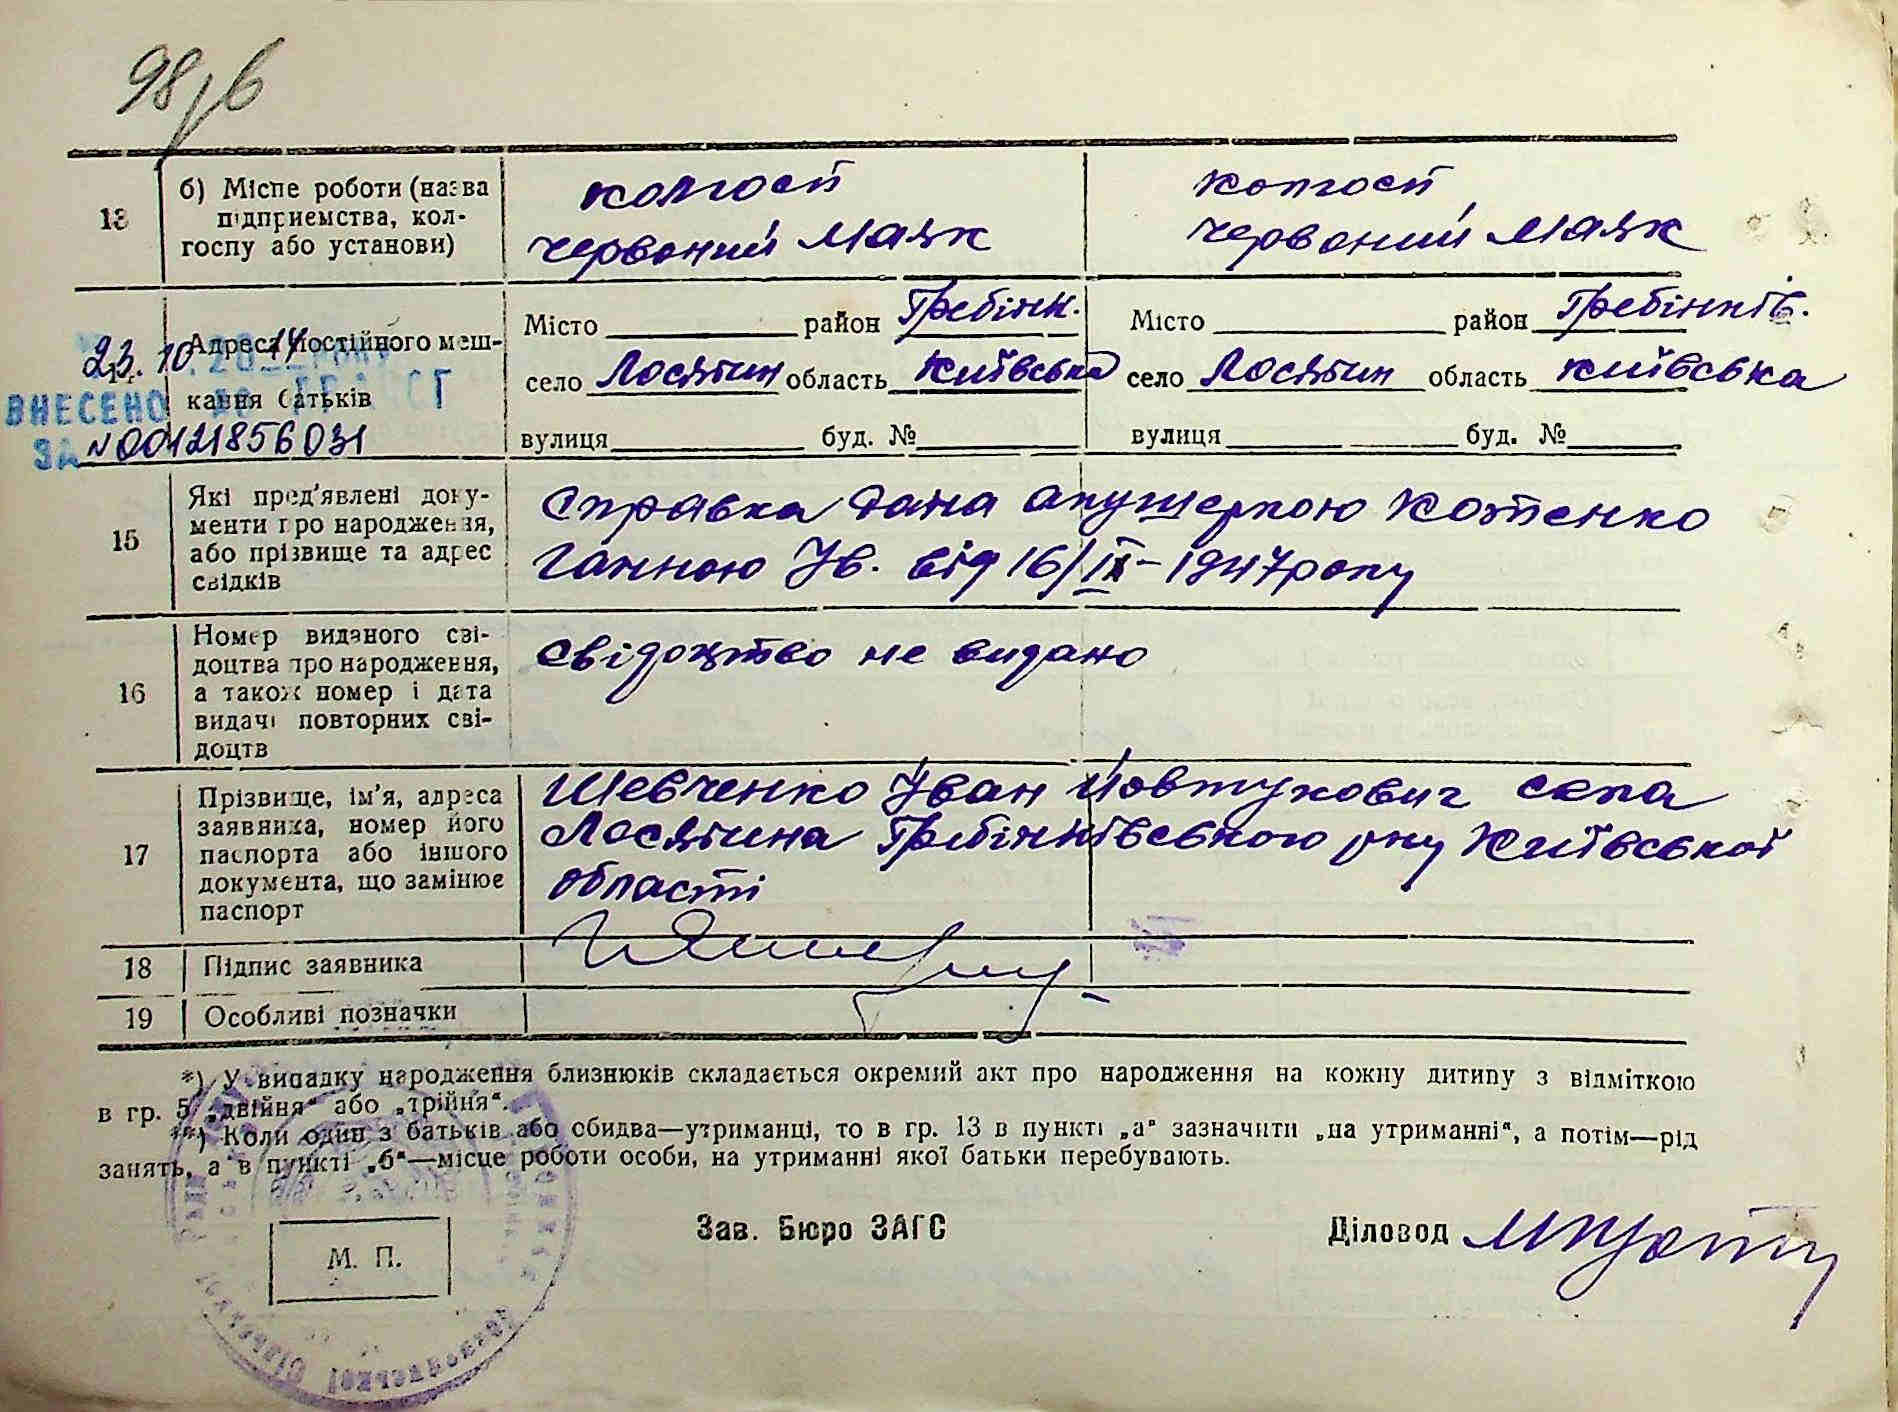 98/б
13
б) Місце роботи (назва
підприємства, кол-
госпу або установи)
колгосп
червоний маяк
колгосп
червоний маяк
23.10.2014
ВНЕСЕНО ДО
ЗА №00121856031
Адреса постійного меш-
кання батьків
Місто район Гребінк.
село Лосятин область Київська
вулиця буд. №
Місто район Гребінків.
село Лосятин область Київська
вулиця буд. №
15
Які пред'явлені доку-
менти про народження,
або прізвище та адрес
свідків
Справка дана акушеркою Котенко
Ганною Ів. від 16/IX-1947 року
16
Номер виданого сві-
доцтва про народження,
а також номер і дата
видачі повторних сві-
доцтв
Свідоцтво не видано
17
Прізвище, ім'я, адреса
заявника, номер його
паспорта або іншого
документа, що замінює
паспорт
Шевченко Іван Йовтухович села
Лосятина Гребінківського р-ну Київської
області
18
Підпис заявника
19
Особливі позначки
*) У випадку народження близнюків складається окремий акт про народження на кожну дитину з відміткою
в гр. 5 „двійня“ або „трійня“.
**) Коли один з батьків або обидва—утриманці, то в гр. 13 в пункті „а“ зазначити „на утриманні“, а потім—рід
занять, а в пункті „б“—місце роботи особи, на утриманні якої батьки перебувають.
М. П.
Зав. Бюро ЗАГС
Діловод